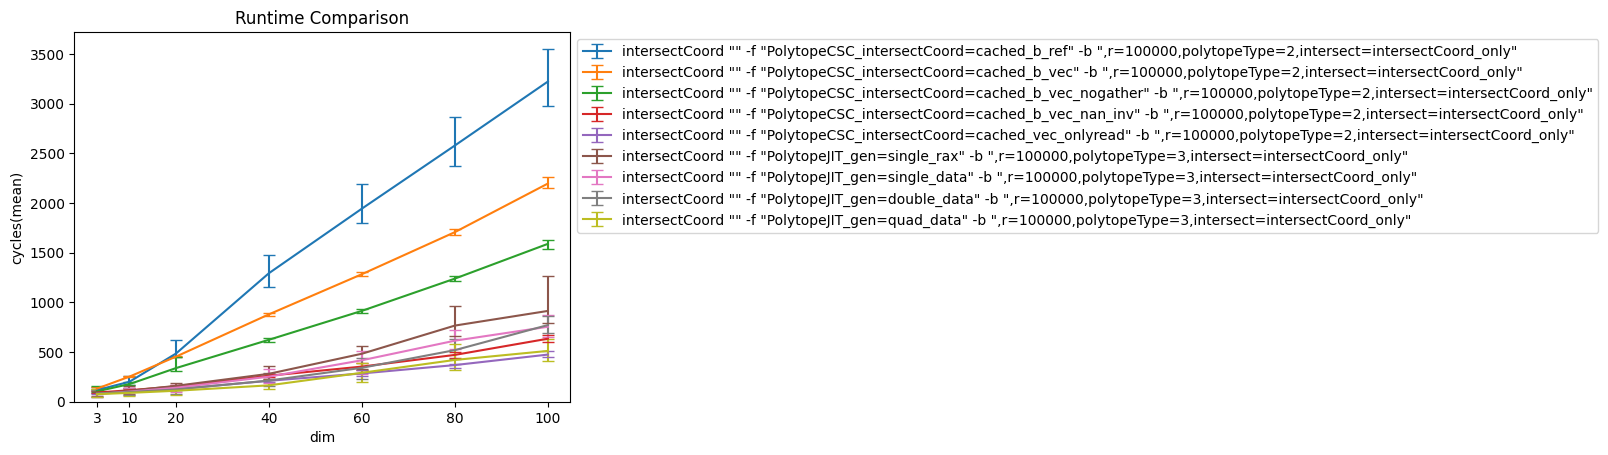 Runtime Comparison
cycles(mean)
3500
3000
2500
2000
1500
1000
500
0
3 10 20 40 60 80 100
dim
intersectCoord "" -f "PolytopeCSC_intersectCoord=cached_b_ref" -b ",r=100000,polytopeType=2,intersect=intersectCoord_only"
intersectCoord "" -f "PolytopeCSC_intersectCoord=cached_b_vec" -b ",r=100000,polytopeType=2,intersect=intersectCoord_only"
intersectCoord "" -f "PolytopeCSC_intersectCoord=cached_b_vec_nogather" -b ",r=100000,polytopeType=2,intersect=intersectCoord_only"
intersectCoord "" -f "PolytopeCSC_intersectCoord=cached_b_vec_nan_inv" -b ",r=100000,polytopeType=2,intersect=intersectCoord_only"
intersectCoord "" -f "PolytopeCSC_intersectCoord=cached_vec_onlyread" -b ",r=100000,polytopeType=2,intersect=intersectCoord_only"
intersectCoord "" -f "PolytopeJIT_gen=single_rax" -b ",r=100000,polytopeType=3,intersect=intersectCoord_only"
intersectCoord "" -f "PolytopeJIT_gen=single_data" -b ",r=100000,polytopeType=3,intersect=intersectCoord_only"
intersectCoord "" -f "PolytopeJIT_gen=double_data" -b ",r=100000,polytopeType=3,intersect=intersectCoord_only"
intersectCoord "" -f "PolytopeJIT_gen=quad_data" -b ",r=100000,polytopeType=3,intersect=intersectCoord_only"